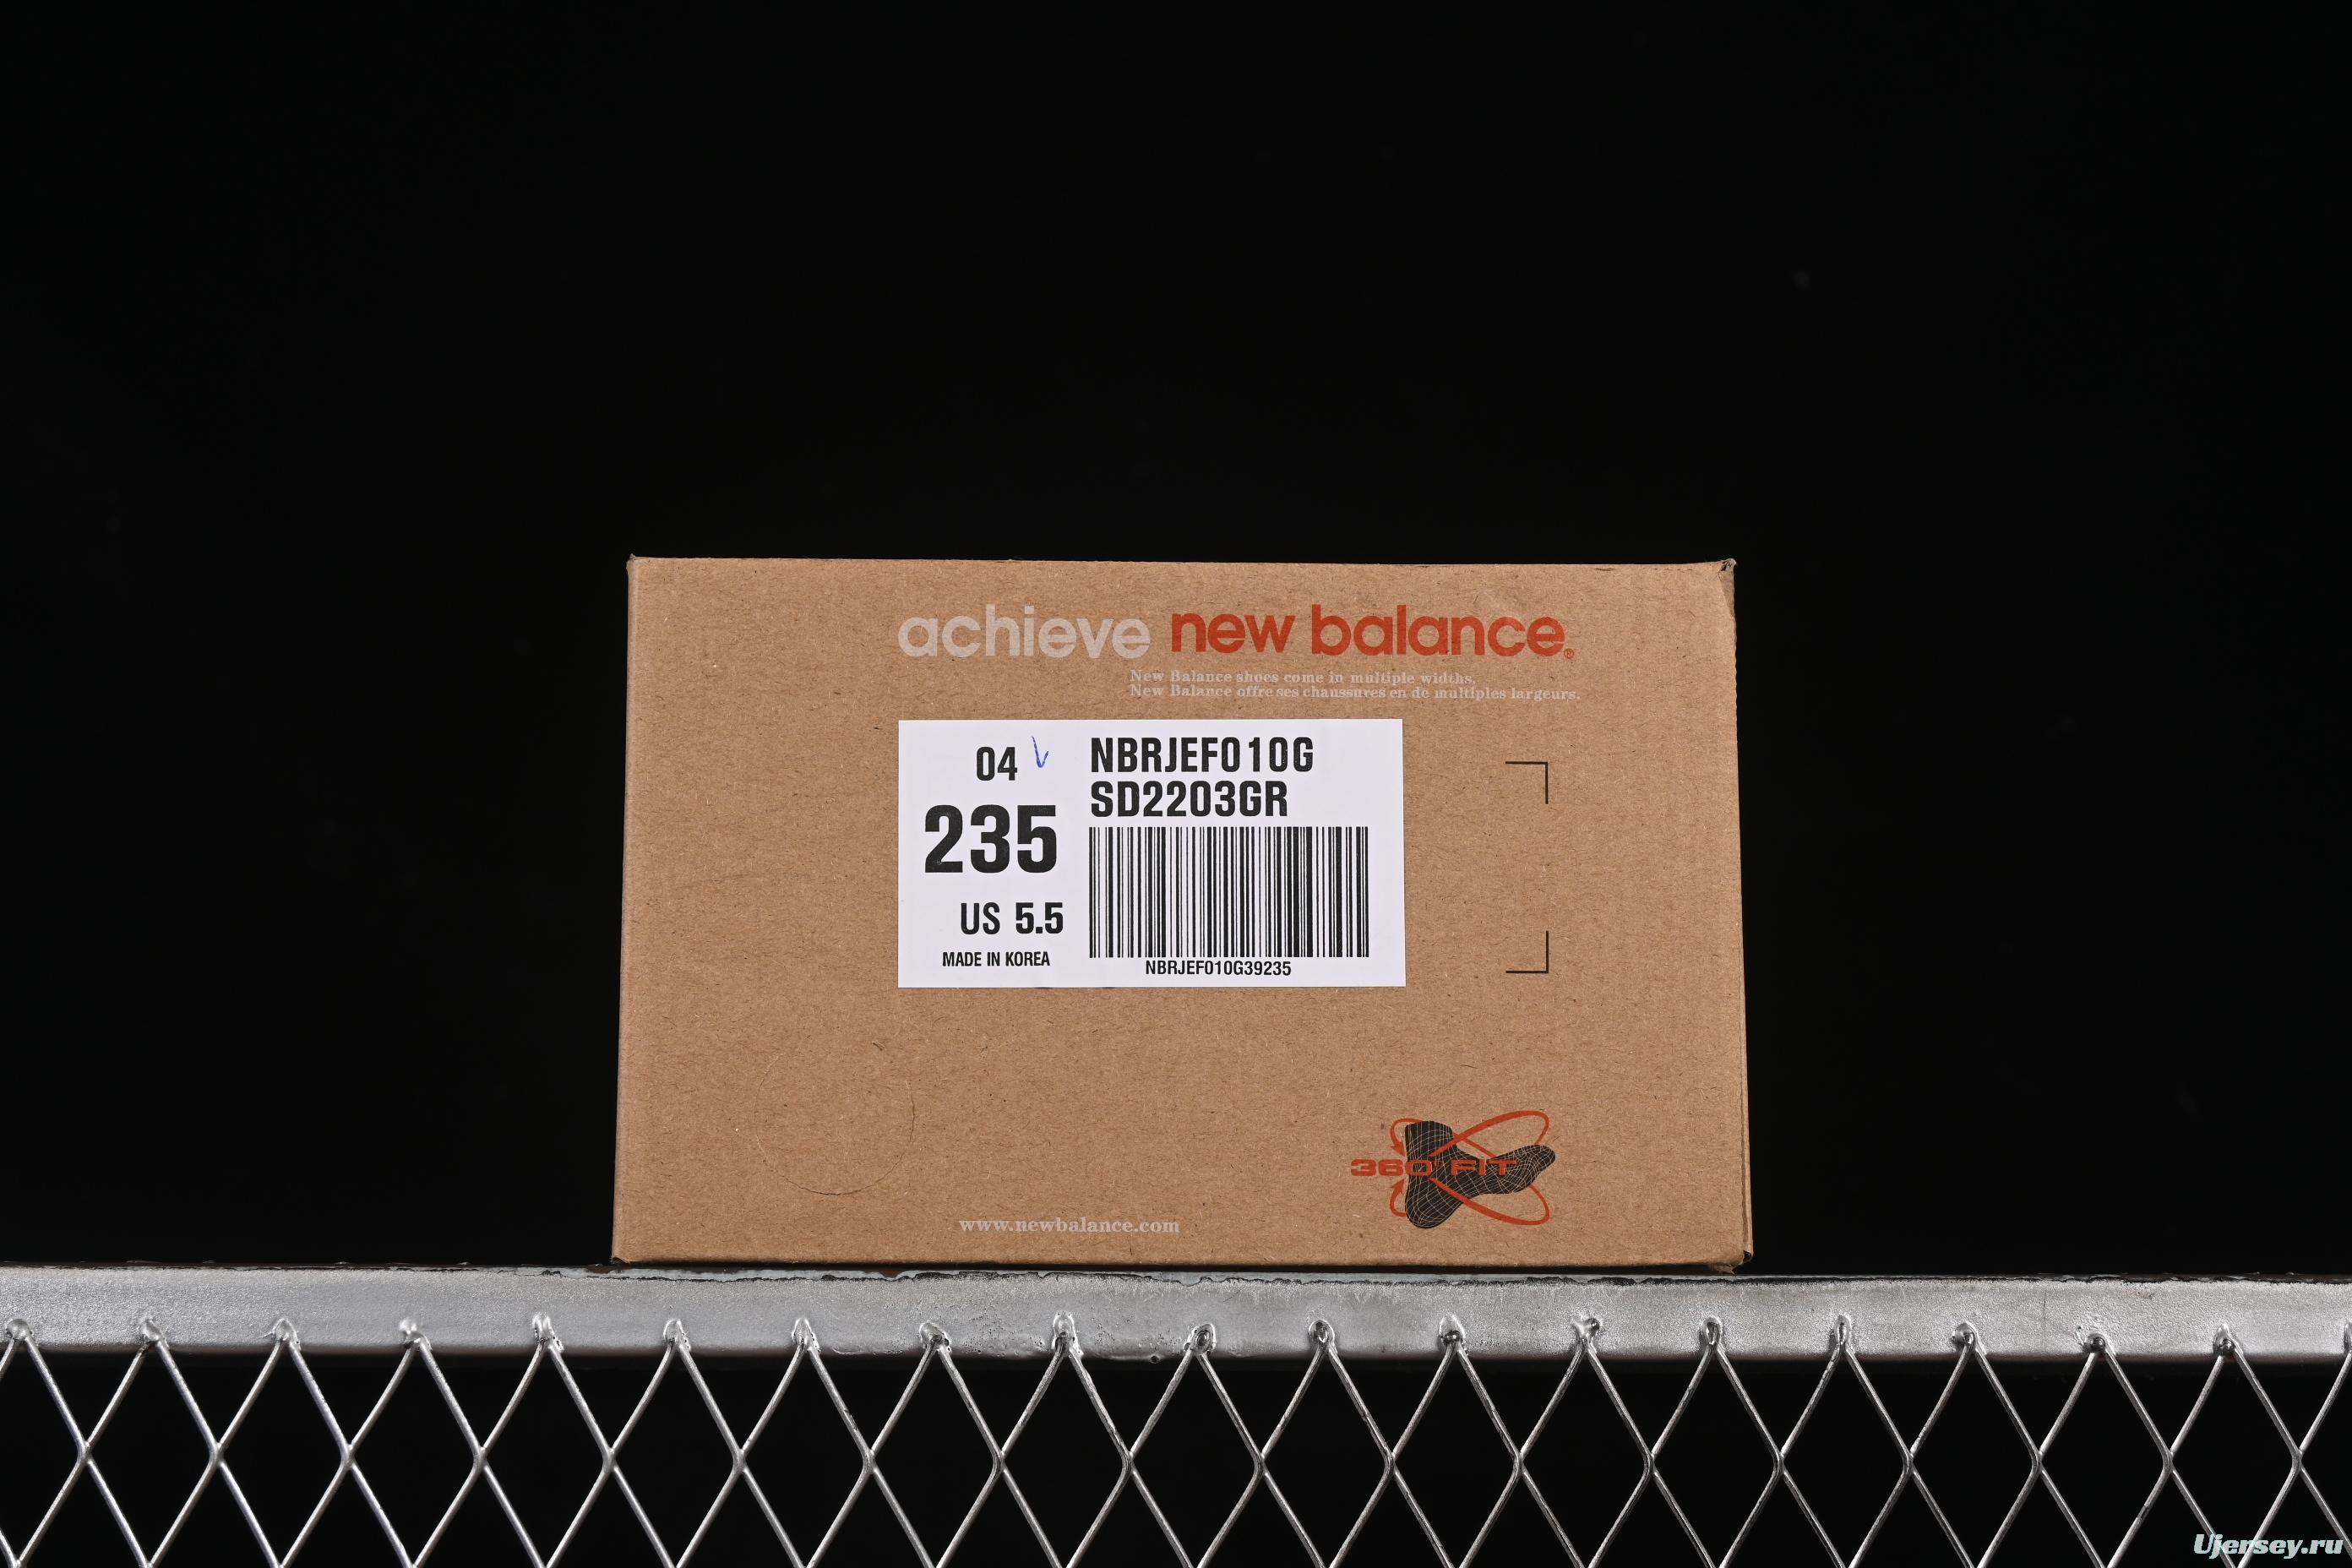 achieve new balance®
New Balance shoes come in multiple widths.
New Balance offre ses chaussures en de multiples largeurs.
04
235
US 5.5
MADE IN KOREA
NBRJEF010G
SD2203GR
NBRJEF010G39235
360° FIT
www.newbalance.com
Ujersey.ru